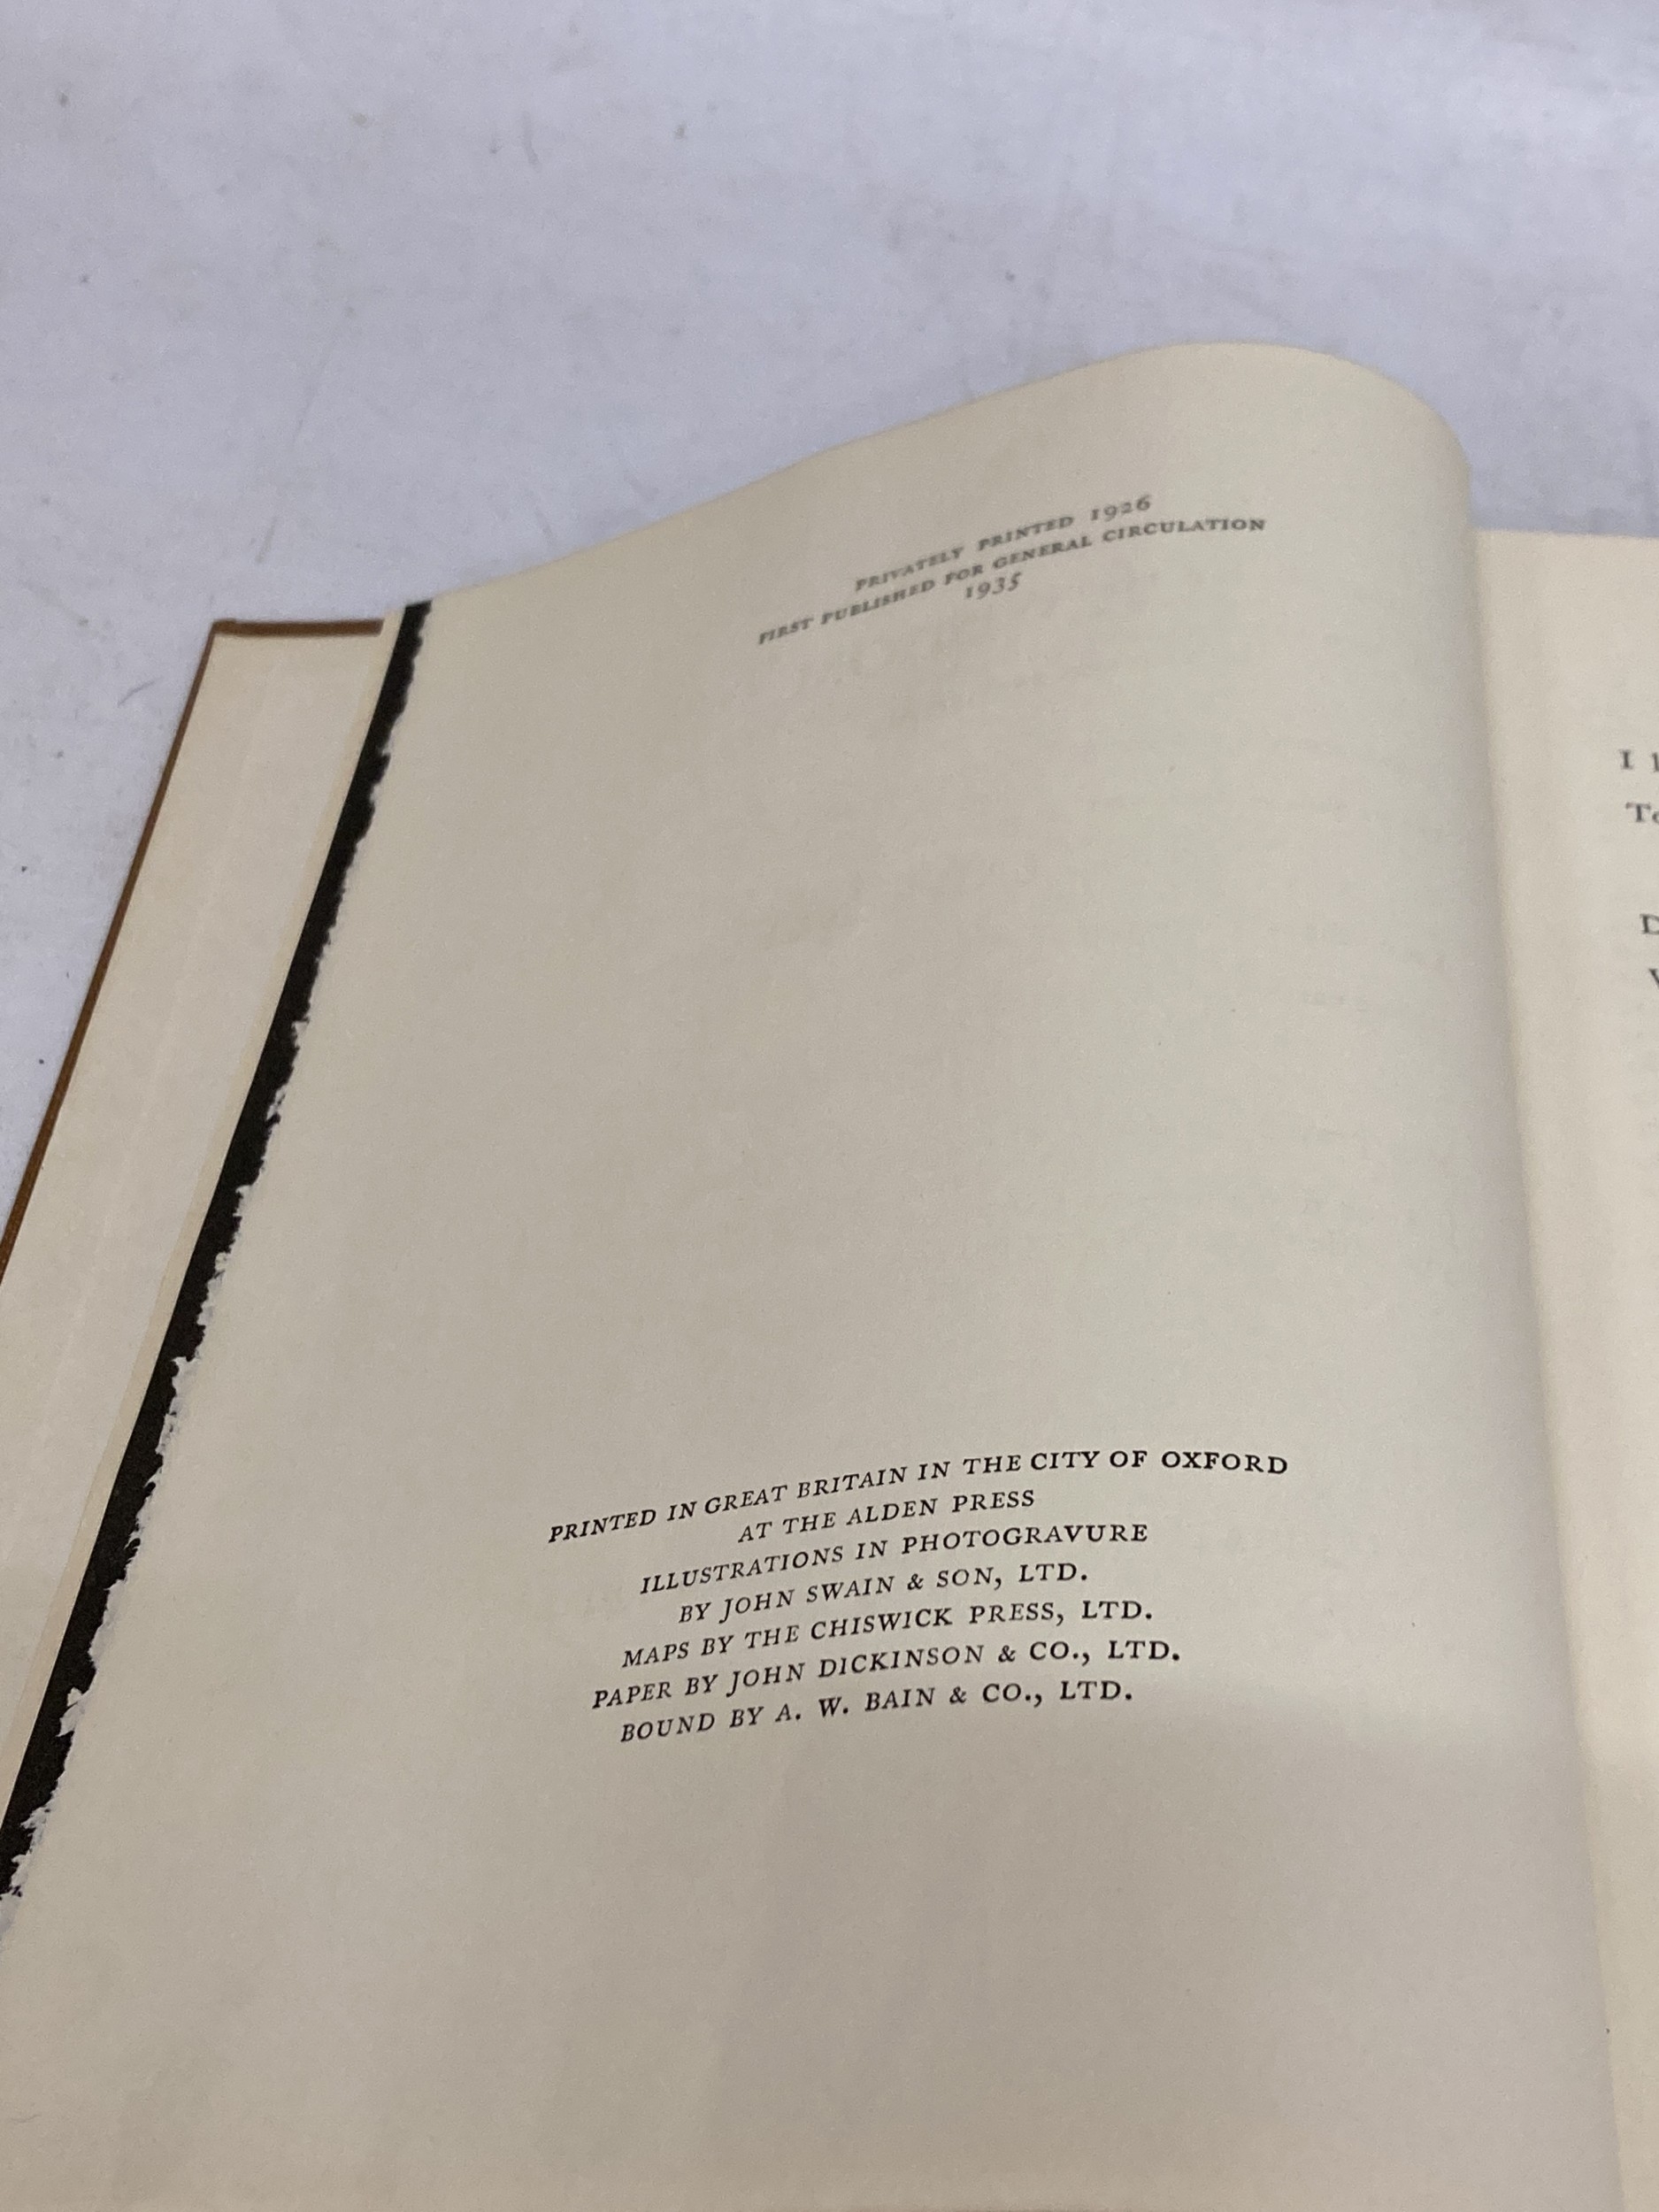 PRIVATELY PRINTED 1926
FIRST PUBLISHED FOR GENERAL CIRCULATION
1935
PRINTED IN GREAT BRITAIN IN THE CITY OF OXFORD
AT THE ALDEN PRESS
ILLUSTRATIONS IN PHOTOGRAVURE
BY JOHN SWAIN & SON, LTD.
MAPS BY THE CHISWICK PRESS, LTD.
PAPER BY JOHN DICKINSON & CO., LTD.
BOUND BY A. W. BAIN & CO., LTD.
I